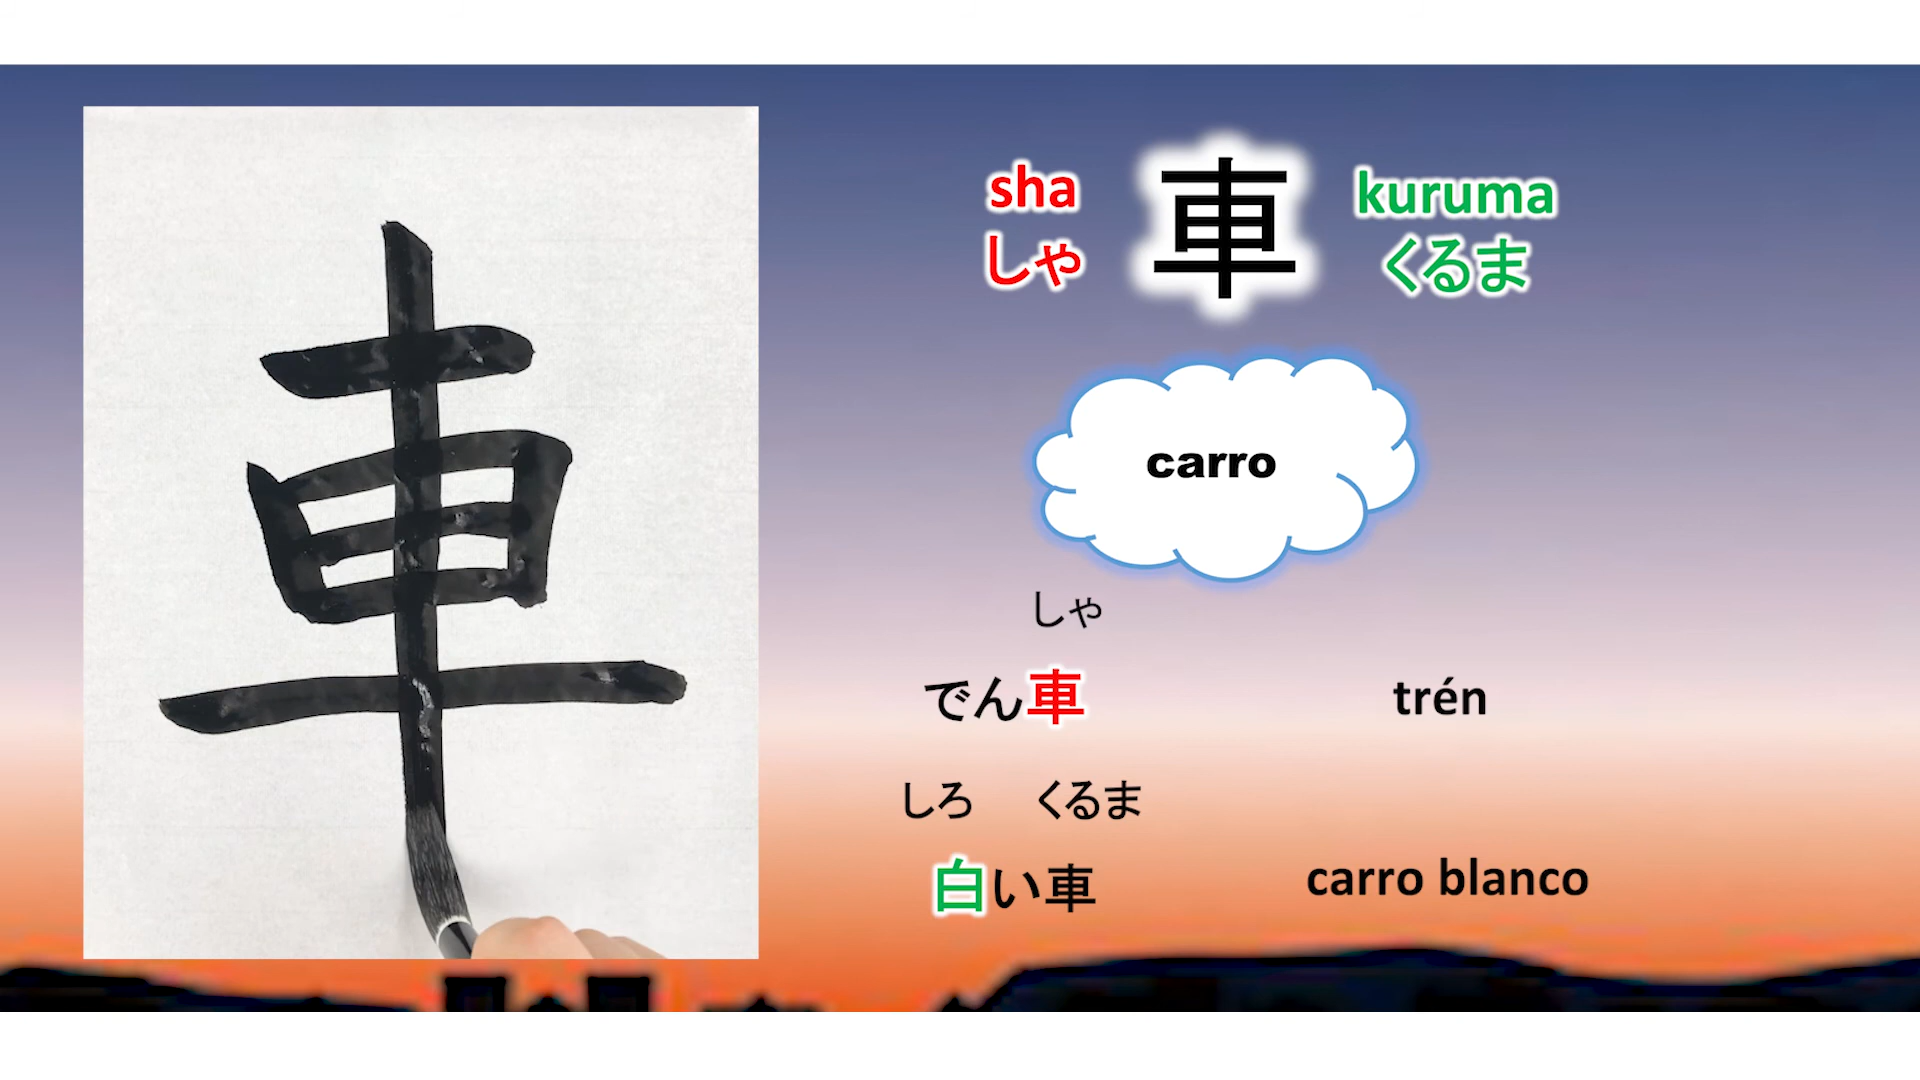 車
sha 車 kuruma
しゃ くるま
carro
しゃ
でん車 trén
しろ くるま
白い車 carro blanco